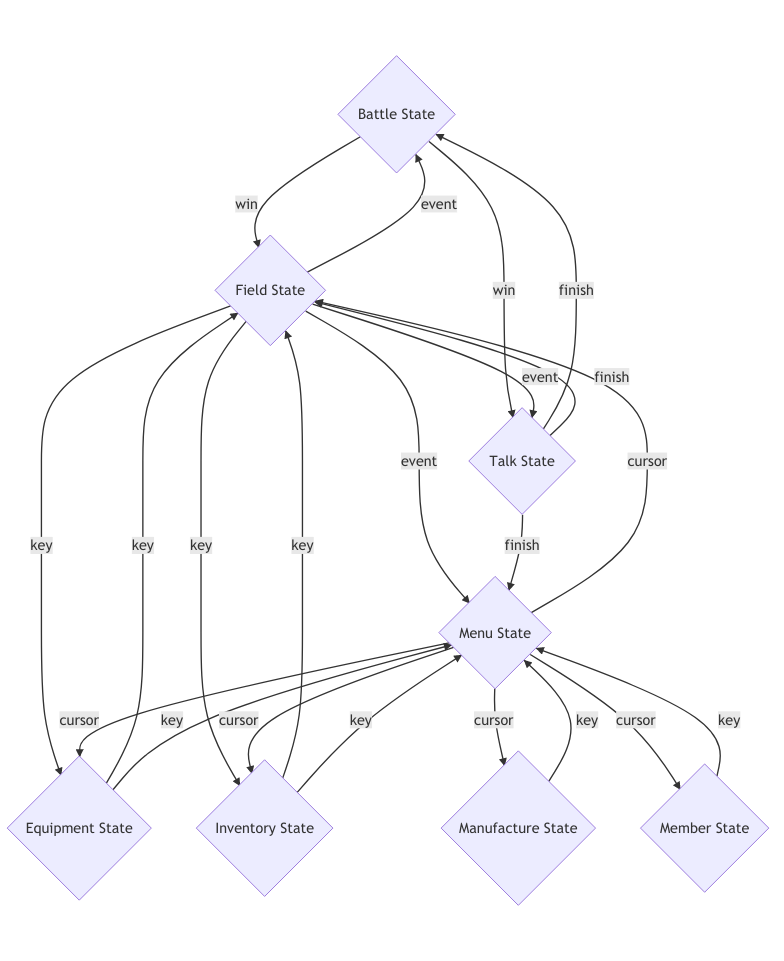 Battle State
win
event
Field State
win
finish
event
finish
Talk State
event
cursor
key
key
key
key
finish
Menu State
cursor
key
cursor
key
cursor
key
cursor
key
Equipment State
Inventory State
Manufacture State
Member State